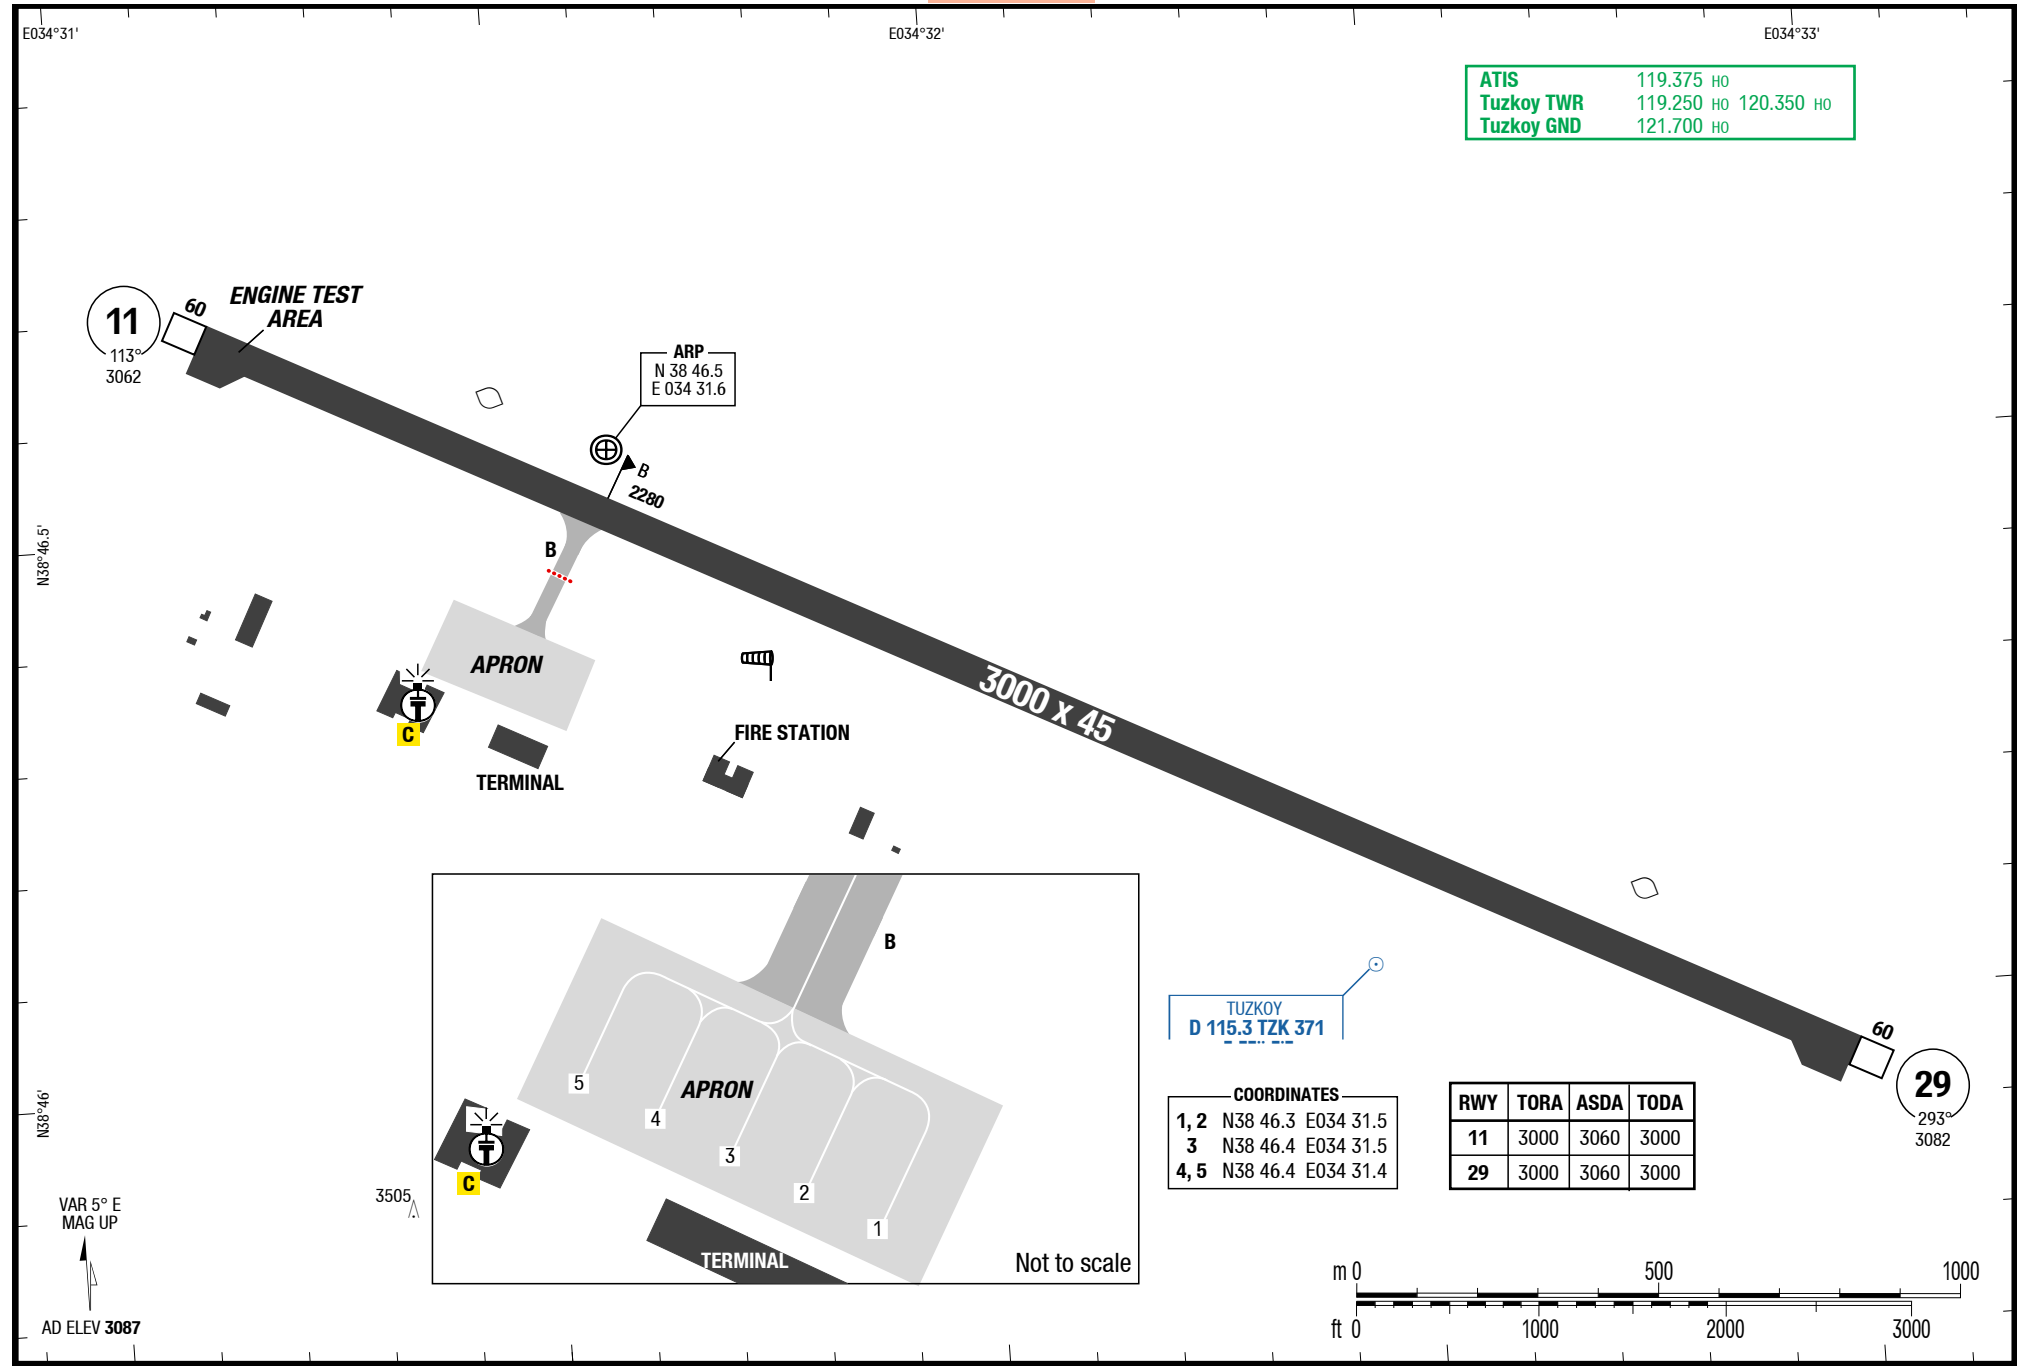 E034°31'
E034°32'
E034°33'
ATIS 119.375 HO
Tuzkoy TWR 119.250 HO 120.350 HO
Tuzkoy GND 121.700 HO
11
113°
3062
60
ENGINE TEST
AREA
ARP
N 38 46.5
E 034 31.6
B
2280
N38°46.5'
B
APRON
C
TERMINAL
FIRE STATION
3000 x 45
60
29
293°
3082
B
APRON
5
4
3
2
1
C
TERMINAL
Not to scale
3505
TUZKOY
D 115.3 TZK 371
COORDINATES
1, 2 N38 46.3 E034 31.5
3 N38 46.4 E034 31.5
4, 5 N38 46.4 E034 31.4
RWY TORA ASDA TODA
11 3000 3060 3000
29 3000 3060 3000
N38°46'
VAR 5° E
MAG UP
AD ELEV 3087
m 0 500 1000
ft 0 1000 2000 3000